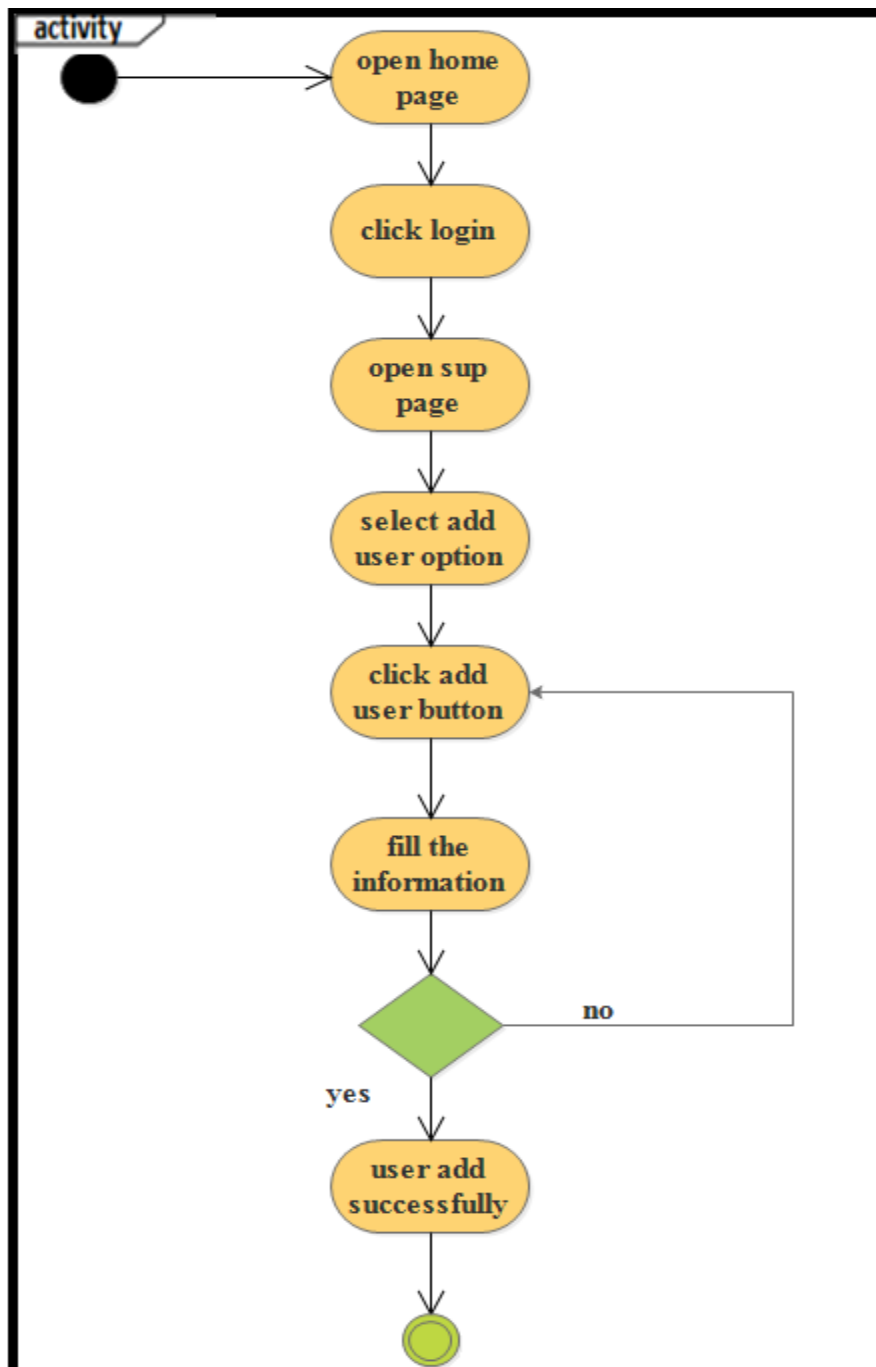 activity
open home
page
click login
open sup
page
select add
user option
click add
user button
fill the
information
no
yes
user add
successfully